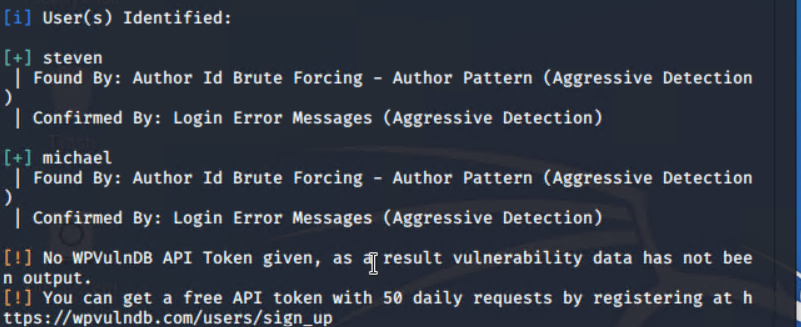 [i] User(s) Identified:
[+] steven
| Found By: Author Id Brute Forcing - Author Pattern (Aggressive Detection
)
| Confirmed By: Login Error Messages (Aggressive Detection)
[+] michael
| Found By: Author Id Brute Forcing - Author Pattern (Aggressive Detection
)
| Confirmed By: Login Error Messages (Aggressive Detection)
[!] No WPVulnDB API Token given, as a result vulnerability data has not bee
n output.
[!] You can get a free API token with 50 daily requests by registering at h
ttps://wpvulndb.com/users/sign_up